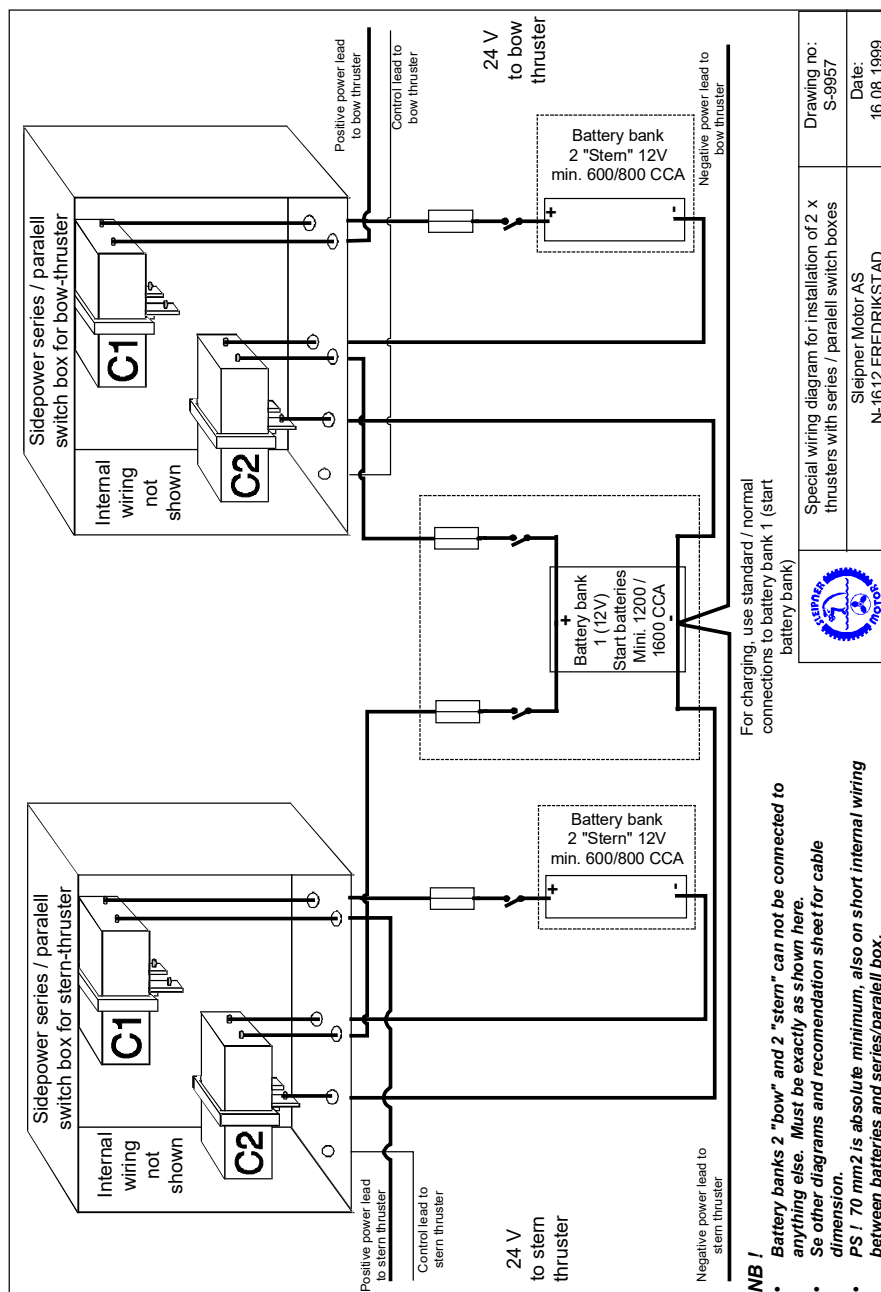 Sidepower series / paralell
switch box for stern-thruster
Internal
wiring
not
shown
C1
C2
Positive power lead
to stern thruster
Control lead to
stern thruster
24 V
to stern
thruster
Negative power lead to
stern thruster
Battery bank
2 "Stern" 12V
min. 600/800 CCA
+
-
Battery bank
1 (12V)
Start batteries
Mini. 1200 /
1600 CCA
+
-
Sidepower series / paralell
switch box for bow-thruster
Internal
wiring
not
shown
C1
C2
Positive power lead
to bow thruster
Control lead to
bow thruster
24 V
to bow
thruster
Battery bank
2 "Stern" 12V
min. 600/800 CCA
+
-
Negative power lead to
bow thruster
For charging, use standard / normal
connections to battery bank 1 (start
battery bank)
NB !
• Battery banks 2 "bow" and 2 "stern" can not be connected to
anything else. Must be exactly as shown here.
• Se other diagrams and recomendation sheet for cable
dimension.
• PS ! 70 mm2 is absolute minimum, also on short internal wiring
between batteries and series/paralell box.
SLEIPNER
MOTOR
Special wiring diagram for installation of 2 x
thrusters with series / paralell switch boxes
Drawing no:
S-9957
Sleipner Motor AS
N-1612 FREDRIKSTAD
Date:
16.08.1999